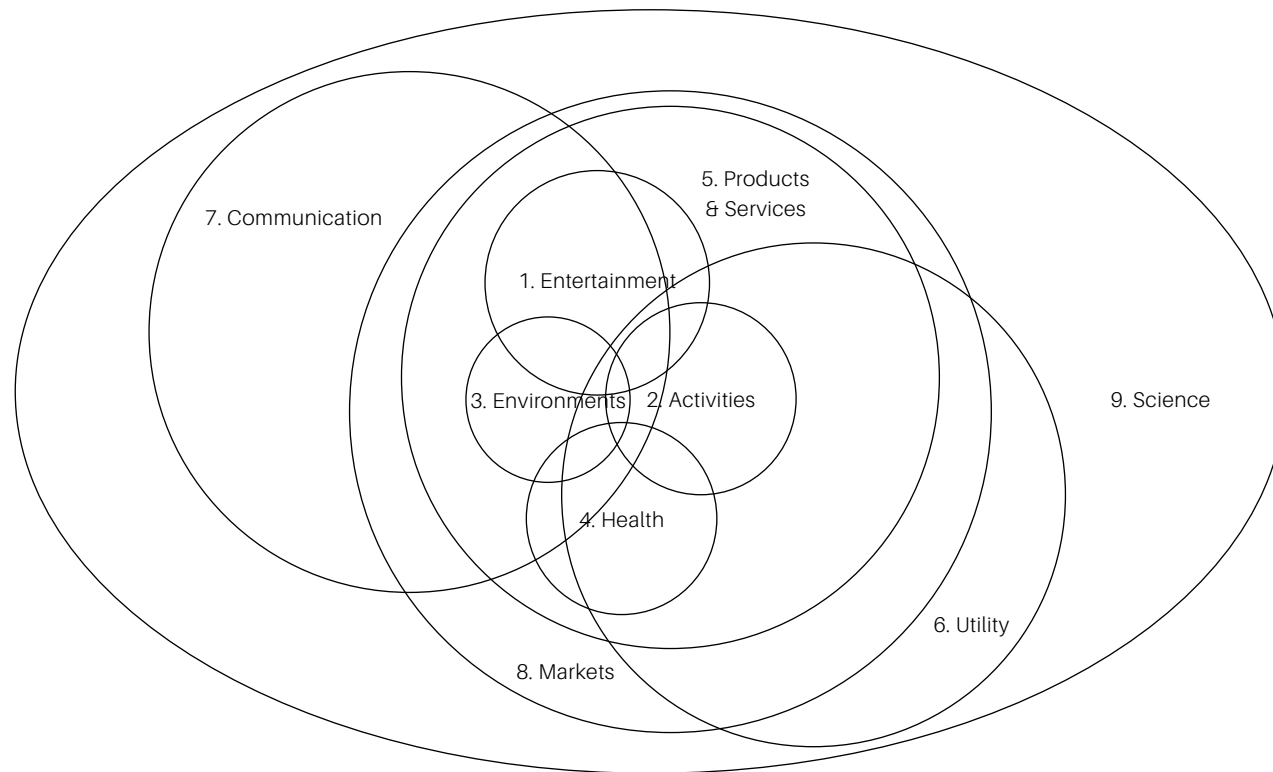 5. Products
& Services
7. Communication
1. Entertainment
3. Environments
2. Activities
9. Science
4. Health
6. Utility
8. Markets